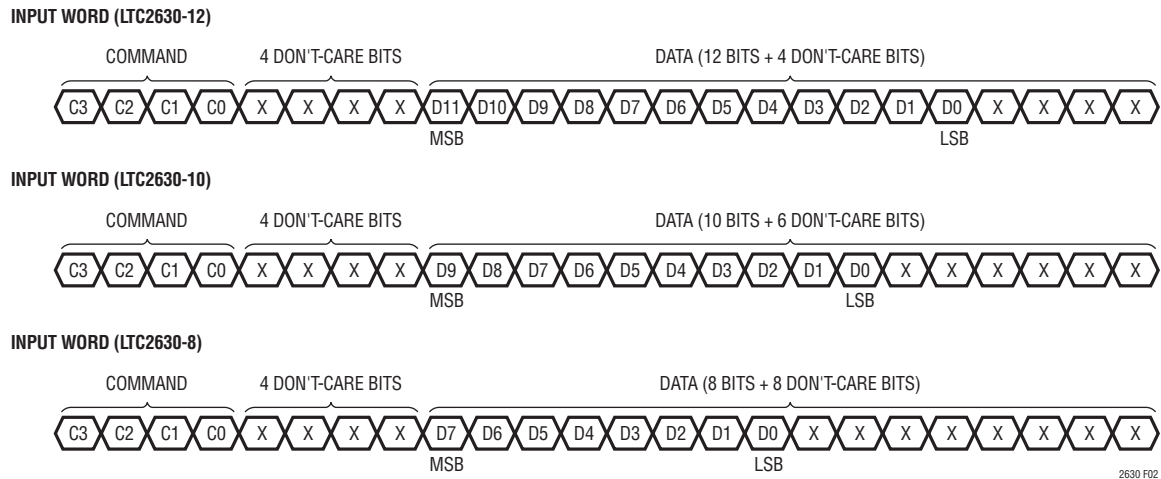 INPUT WORD (LTC2630-12)
COMMAND 4 DON'T-CARE BITS DATA (12 BITS + 4 DON'T-CARE BITS)
C3 C2 C1 C0 X X X X D11 D10 D9 D8 D7 D6 D5 D4 D3 D2 D1 D0 X X X X
MSB LSB
INPUT WORD (LTC2630-10)
COMMAND 4 DON'T-CARE BITS DATA (10 BITS + 6 DON'T-CARE BITS)
C3 C2 C1 C0 X X X X D9 D8 D7 D6 D5 D4 D3 D2 D1 D0 X X X X X X
MSB LSB
INPUT WORD (LTC2630-8)
COMMAND 4 DON'T-CARE BITS DATA (8 BITS + 8 DON'T-CARE BITS)
C3 C2 C1 C0 X X X X D7 D6 D5 D4 D3 D2 D1 D0 X X X X X X X X
MSB LSB
2630 F02